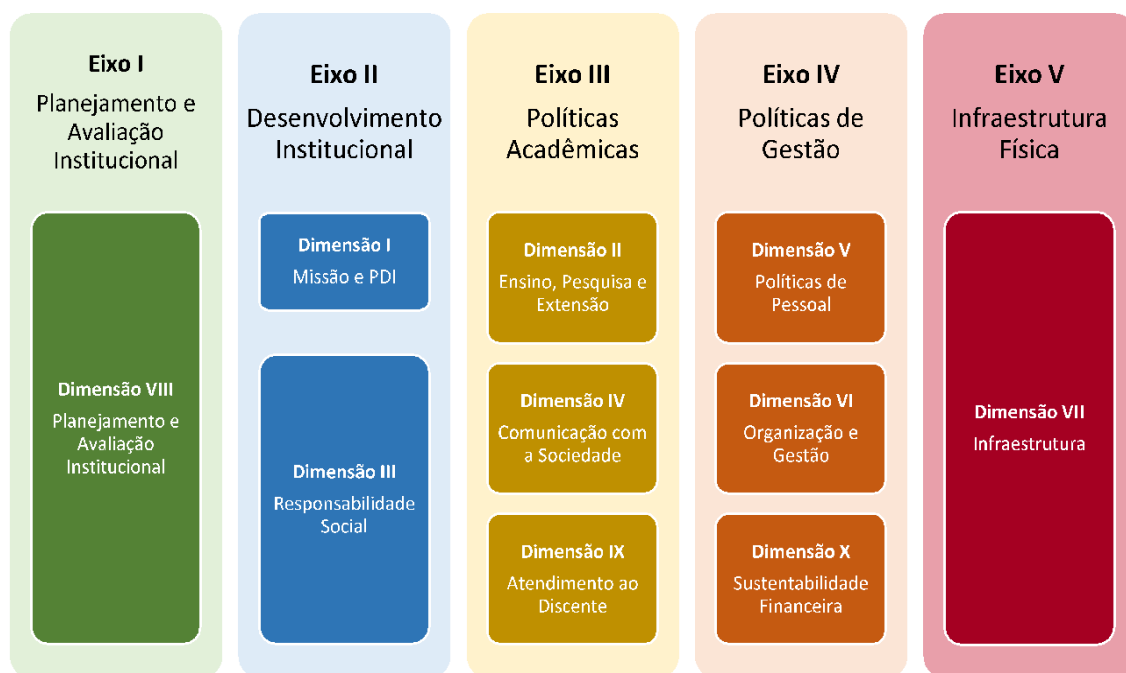 Eixo I
Planejamento e
Avaliação
Institucional
Dimensão VIII
Planejamento e
Avaliação
Institucional
Eixo II
Desenvolvimento
Institucional
Dimensão I
Missão e PDI
Dimensão III
Responsabilidade
Social
Eixo III
Políticas
Acadêmicas
Dimensão II
Ensino, Pesquisa e
Extensão
Dimensão IV
Comunicação com
a Sociedade
Dimensão IX
Atendimento ao
Discente
Eixo IV
Políticas de
Gestão
Dimensão V
Políticas de
Pessoal
Dimensão VI
Organização e
Gestão
Dimensão X
Sustentabilidade
Financeira
Eixo V
Infraestrutura
Física
Dimensão VII
Infraestrutura